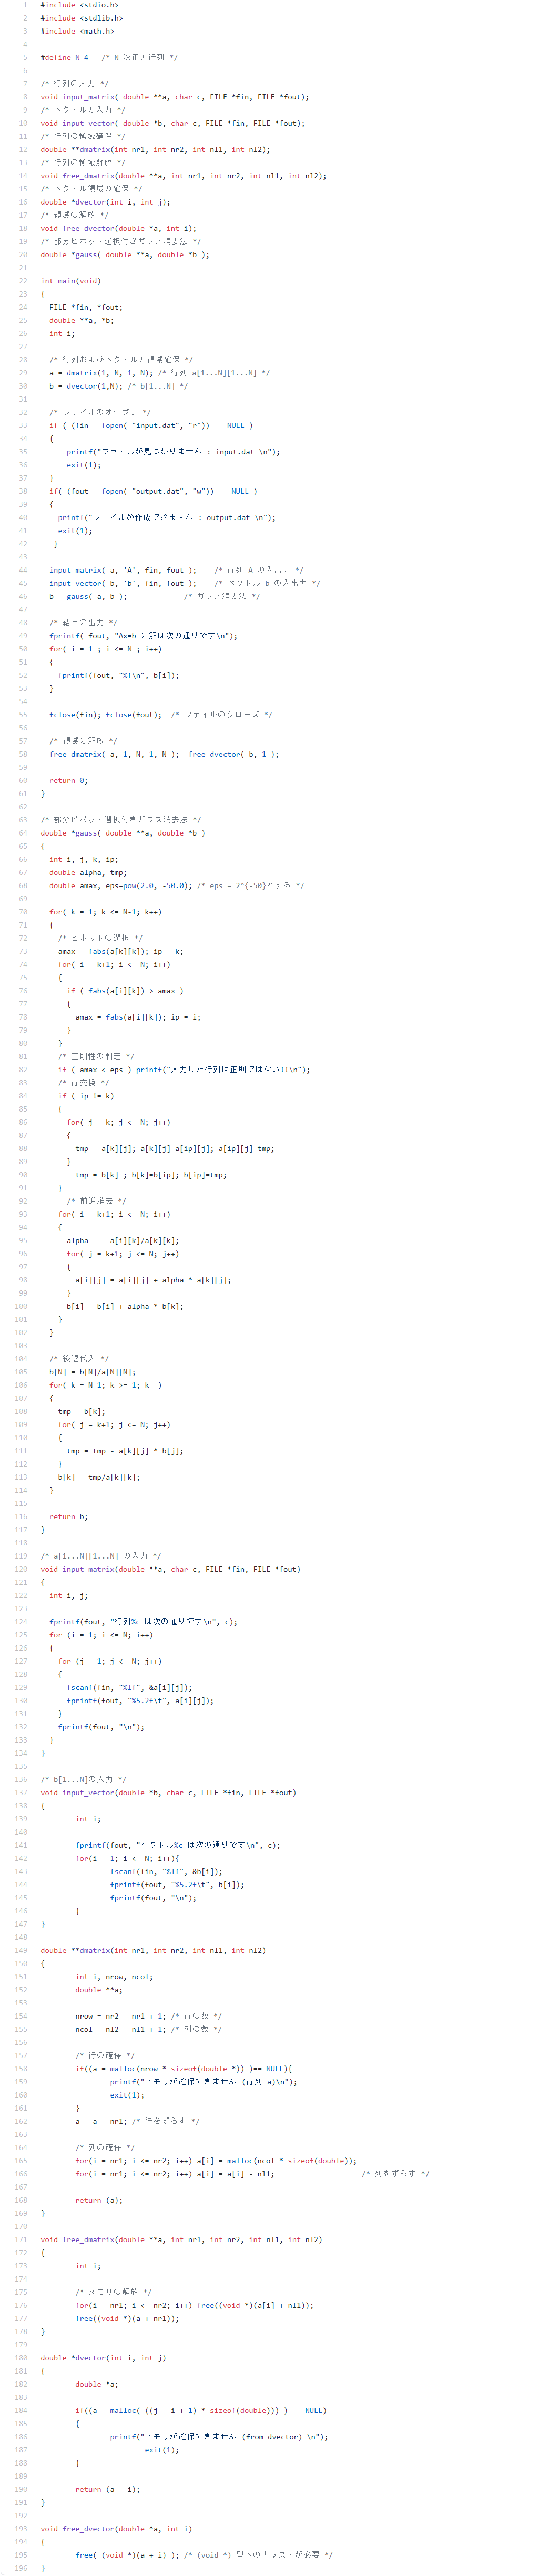 1 #include <stdio.h>
2 #include <stdlib.h>
3 #include <math.h>
4
5 #define N 4   /* N 次正方行列 */
6
7 /* 行列の入力 */
8 void input_matrix( double **a, char c, FILE *fin, FILE *fout);
9 /* ベクトルの入力 */
10 void input_vector( double *b, char c, FILE *fin, FILE *fout);
11 /* 行列の領域確保 */
12 double **dmatrix(int nr1, int nr2, int nl1, int nl2);
13 /* 行列の領域解放 */
14 void free_dmatrix(double **a, int nr1, int nr2, int nl1, int nl2);
15 /* ベクトル領域の確保 */
16 double *dvector(int i, int j);
17 /* 領域の解放 */
18 void free_dvector(double *a, int i);
19 /* 部分ピボット選択付きガウス消去法 */
20 double *gauss( double **a, double *b );
21
22 int main(void)
23 {
24   FILE *fin, *fout;
25   double **a, *b;
26   int i;
27
28   /* 行列およびベクトルの領域確保 */
29   a = dmatrix(1, N, 1, N); /* 行列 a[1...N][1...N] */
30   b = dvector(1,N); /* b[1...N] */
31
32   /* ファイルのオープン */
33   if ( (fin = fopen( "input.dat", "r")) == NULL )
34   {
35       printf("ファイルが見つかりません : input.dat \n");
36       exit(1);
37   }
38   if( (fout = fopen( "output.dat", "w")) == NULL )
39   {
40     printf("ファイルが作成できません : output.dat \n");
41     exit(1);
42    }
43
44   input_matrix( a, 'A', fin, fout );    /* 行列 A の入出力 */
45   input_vector( b, 'b', fin, fout );    /* ベクトル b の入出力 */
46   b = gauss( a, b );             /* ガウス消去法 */
47
48   /* 結果の出力 */
49   fprintf( fout, "Ax=b の解は次の通りです\n");
50   for( i = 1 ; i <= N ; i++)
51   {
52     fprintf(fout, "%f\n", b[i]);
53   }
54
55   fclose(fin); fclose(fout);  /* ファイルのクローズ */
56
57   /* 領域の解放 */
58   free_dmatrix( a, 1, N, 1, N );  free_dvector( b, 1 );
59
60   return 0;
61 }
62
63 /* 部分ピボット選択付きガウス消去法 */
64 double *gauss( double **a, double *b )
65 {
66   int i, j, k, ip;
67   double alpha, tmp;
68   double amax, eps=pow(2.0, -50.0); /* eps = 2^{-50}とする */
69
70   for( k = 1; k <= N-1; k++)
71   {
72     /* ピボットの選択 */
73     amax = fabs(a[k][k]); ip = k;
74     for( i = k+1; i <= N; i++)
75     {
76       if ( fabs(a[i][k]) > amax )
77       {
78         amax = fabs(a[i][k]); ip = i;
79       }
80     }
81     /* 正則性の判定 */
82     if ( amax < eps ) printf("入力した行列は正則ではない!!\n");
83     /* 行交換 */
84     if ( ip != k)
85     {
86       for( j = k; j <= N; j++)
87       {
88         tmp = a[k][j]; a[k][j]=a[ip][j]; a[ip][j]=tmp;
89       }
90         tmp = b[k] ; b[k]=b[ip]; b[ip]=tmp;
91     }
92       /* 前進消去 */
93     for( i = k+1; i <= N; i++)
94     {
95       alpha = - a[i][k]/a[k][k];
96       for( j = k+1; j <= N; j++)
97       {
98         a[i][j] = a[i][j] + alpha * a[k][j];
99       }
100       b[i] = b[i] + alpha * b[k];
101     }
102   }
103
104   /* 後退代入 */
105   b[N] = b[N]/a[N][N];
106   for( k = N-1; k >= 1; k--)
107   {
108     tmp = b[k];
109     for( j = k+1; j <= N; j++)
110     {
111       tmp = tmp - a[k][j] * b[j];
112     }
113     b[k] = tmp/a[k][k];
114   }
115
116   return b;
117 }
118
119 /* a[1...N][1...N] の入力 */
120 void input_matrix(double **a, char c, FILE *fin, FILE *fout)
121 {
122   int i, j;
123
124   fprintf(fout, "行列%c は次の通りです\n", c);
125   for (i = 1; i <= N; i++)
126   {
127     for (j = 1; j <= N; j++)
128     {
129       fscanf(fin, "%lf", &a[i][j]);
130       fprintf(fout, "%5.2f\t", a[i][j]);
131     }
132     fprintf(fout, "\n");
133   }
134 }
135
136 /* b[1...N]の入力 */
137 void input_vector(double *b, char c, FILE *fin, FILE *fout)
138 {
139         int i;
140
141         fprintf(fout, "ベクトル%c は次の通りです\n", c);
142         for(i = 1; i <= N; i++){
143                 fscanf(fin, "%lf", &b[i]);
144                 fprintf(fout, "%5.2f\t", b[i]);
145                 fprintf(fout, "\n");
146         }
147 }
148
149 double **dmatrix(int nr1, int nr2, int nl1, int nl2)
150 {
151         int i, nrow, ncol;
152         double **a;
153
154         nrow = nr2 - nr1 + 1; /* 行の数 */
155         ncol = nl2 - nl1 + 1; /* 列の数 */
156
157         /* 行の確保 */
158         if((a = malloc(nrow * sizeof(double *)) )== NULL){
159                 printf("メモリが確保できません (行列 a)\n");
160                 exit(1);
161         }
162         a = a - nr1; /* 行をずらす */
163
164         /* 列の確保 */
165         for(i = nr1; i <= nr2; i++) a[i] = malloc(ncol * sizeof(double));
166         for(i = nr1; i <= nr2; i++) a[i] = a[i] - nl1;                    /* 列をずらす */
167
168         return (a);
169 }
170
171 void free_dmatrix(double **a, int nr1, int nr2, int nl1, int nl2)
172 {
173         int i;
174
175         /* メモリの解放 */
176         for(i = nr1; i <= nr2; i++) free((void *)(a[i] + nl1));
177         free((void *)(a + nr1));
178 }
179
180 double *dvector(int i, int j)
181 {
182         double *a;
183
184         if((a = malloc( ((j - i + 1) * sizeof(double))) ) == NULL)
185         {
186                 printf("メモリが確保できません (from dvector) \n");
187                         exit(1);
188         }
189
190         return (a - i);
191 }
192
193 void free_dvector(double *a, int i)
194 {
195         free( (void *)(a + i) ); /* (void *) 型へのキャストが必要 */
196 }